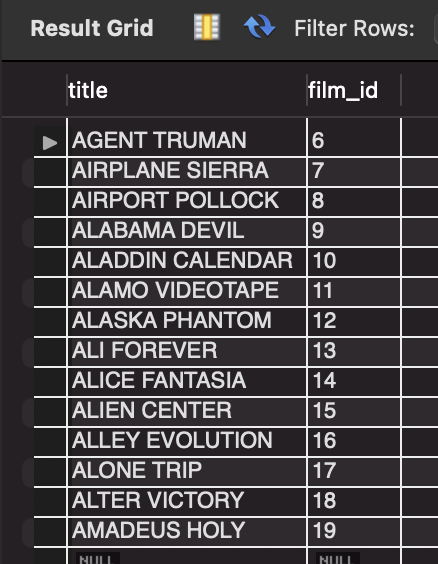 Result Grid Filter Rows:
title film_id
AGENT TRUMAN 6
AIRPLANE SIERRA 7
AIRPORT POLLOCK 8
ALABAMA DEVIL 9
ALADDIN CALENDAR 10
ALAMO VIDEOTAPE 11
ALASKA PHANTOM 12
ALI FOREVER 13
ALICE FANTASIA 14
ALIEN CENTER 15
ALLEY EVOLUTION 16
ALONE TRIP 17
ALTER VICTORY 18
AMADEUS HOLY 19
NULL NULL